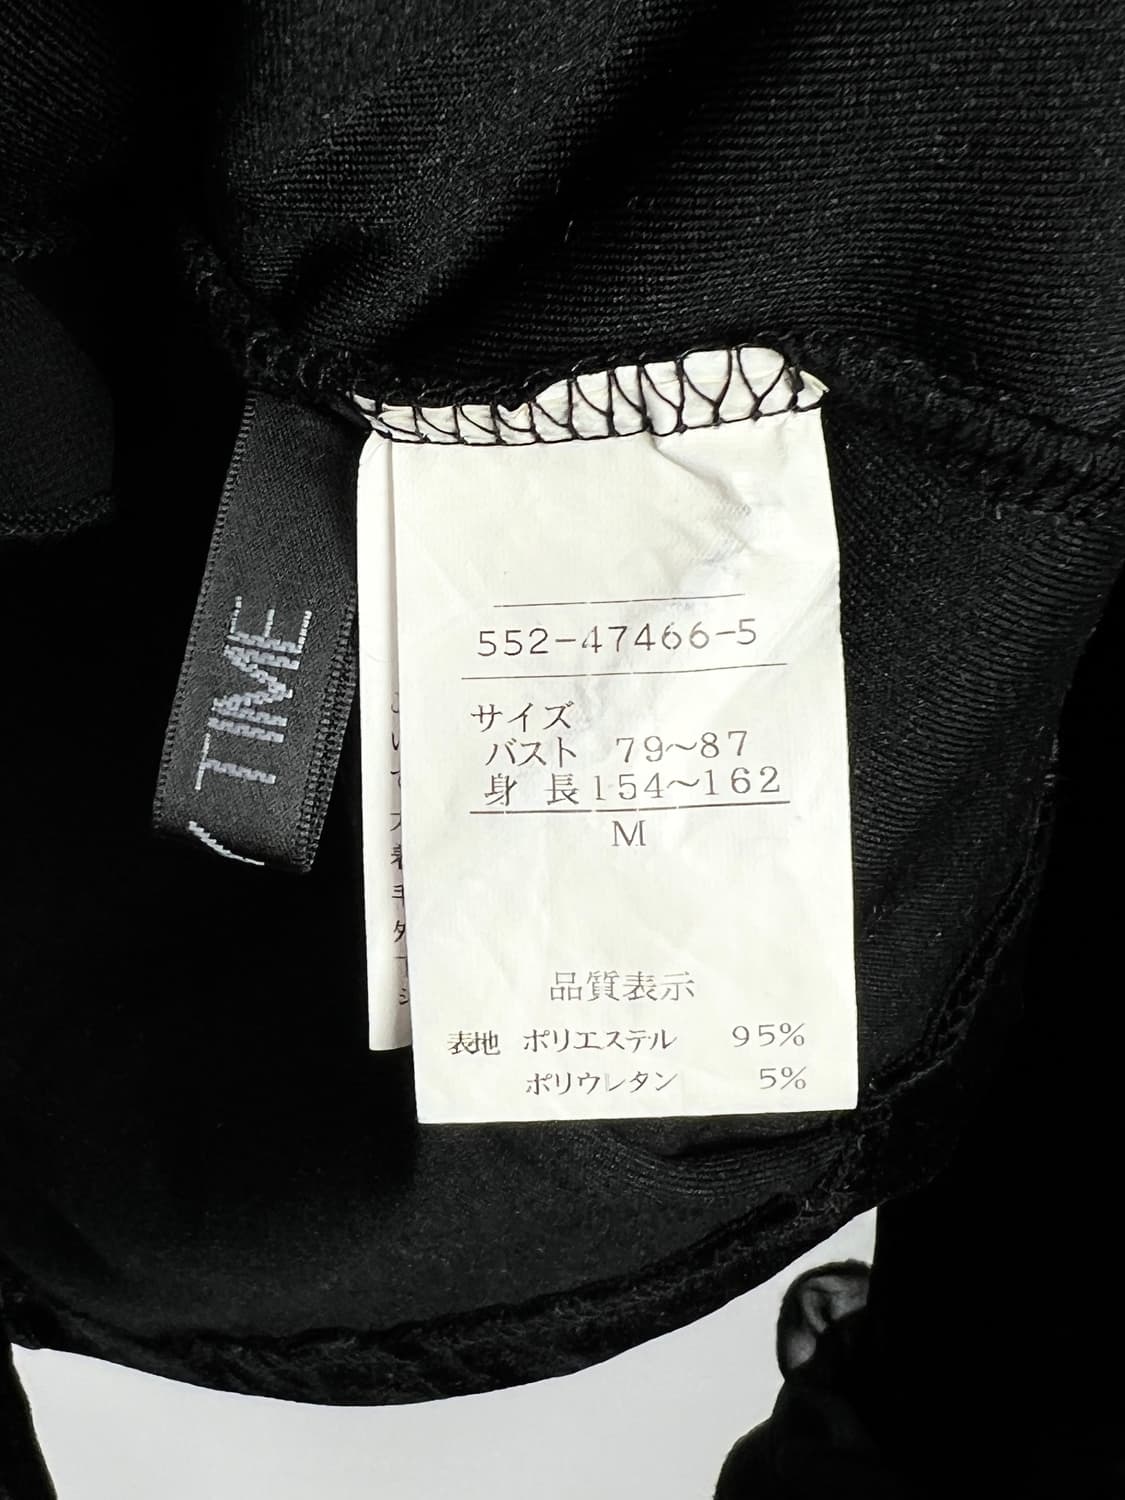 TIME
552-47466-5
サイズ
バスト 79~87
身 長 154~162
M
品質表示
表地 ポリエステル 95%
ポリウレタン 5%